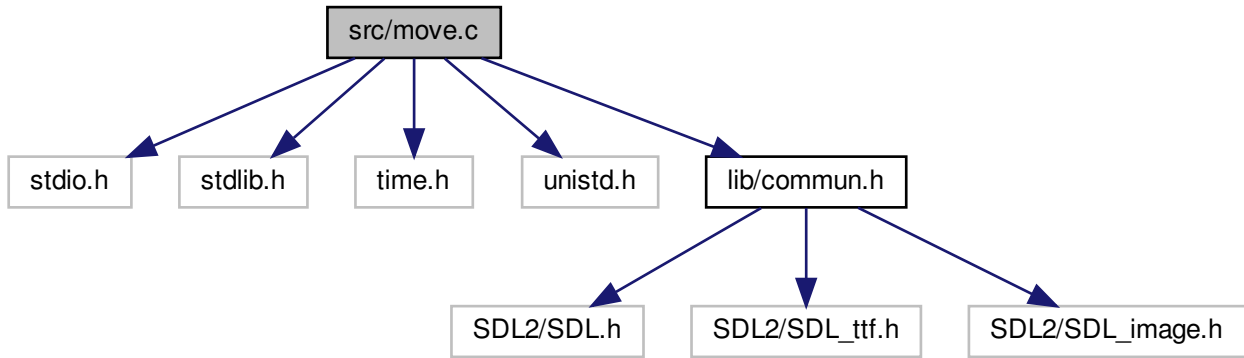 src/move.c
stdio.h
stdlib.h
time.h
unistd.h
lib/commun.h
SDL2/SDL.h
SDL2/SDL_ttf.h
SDL2/SDL_image.h